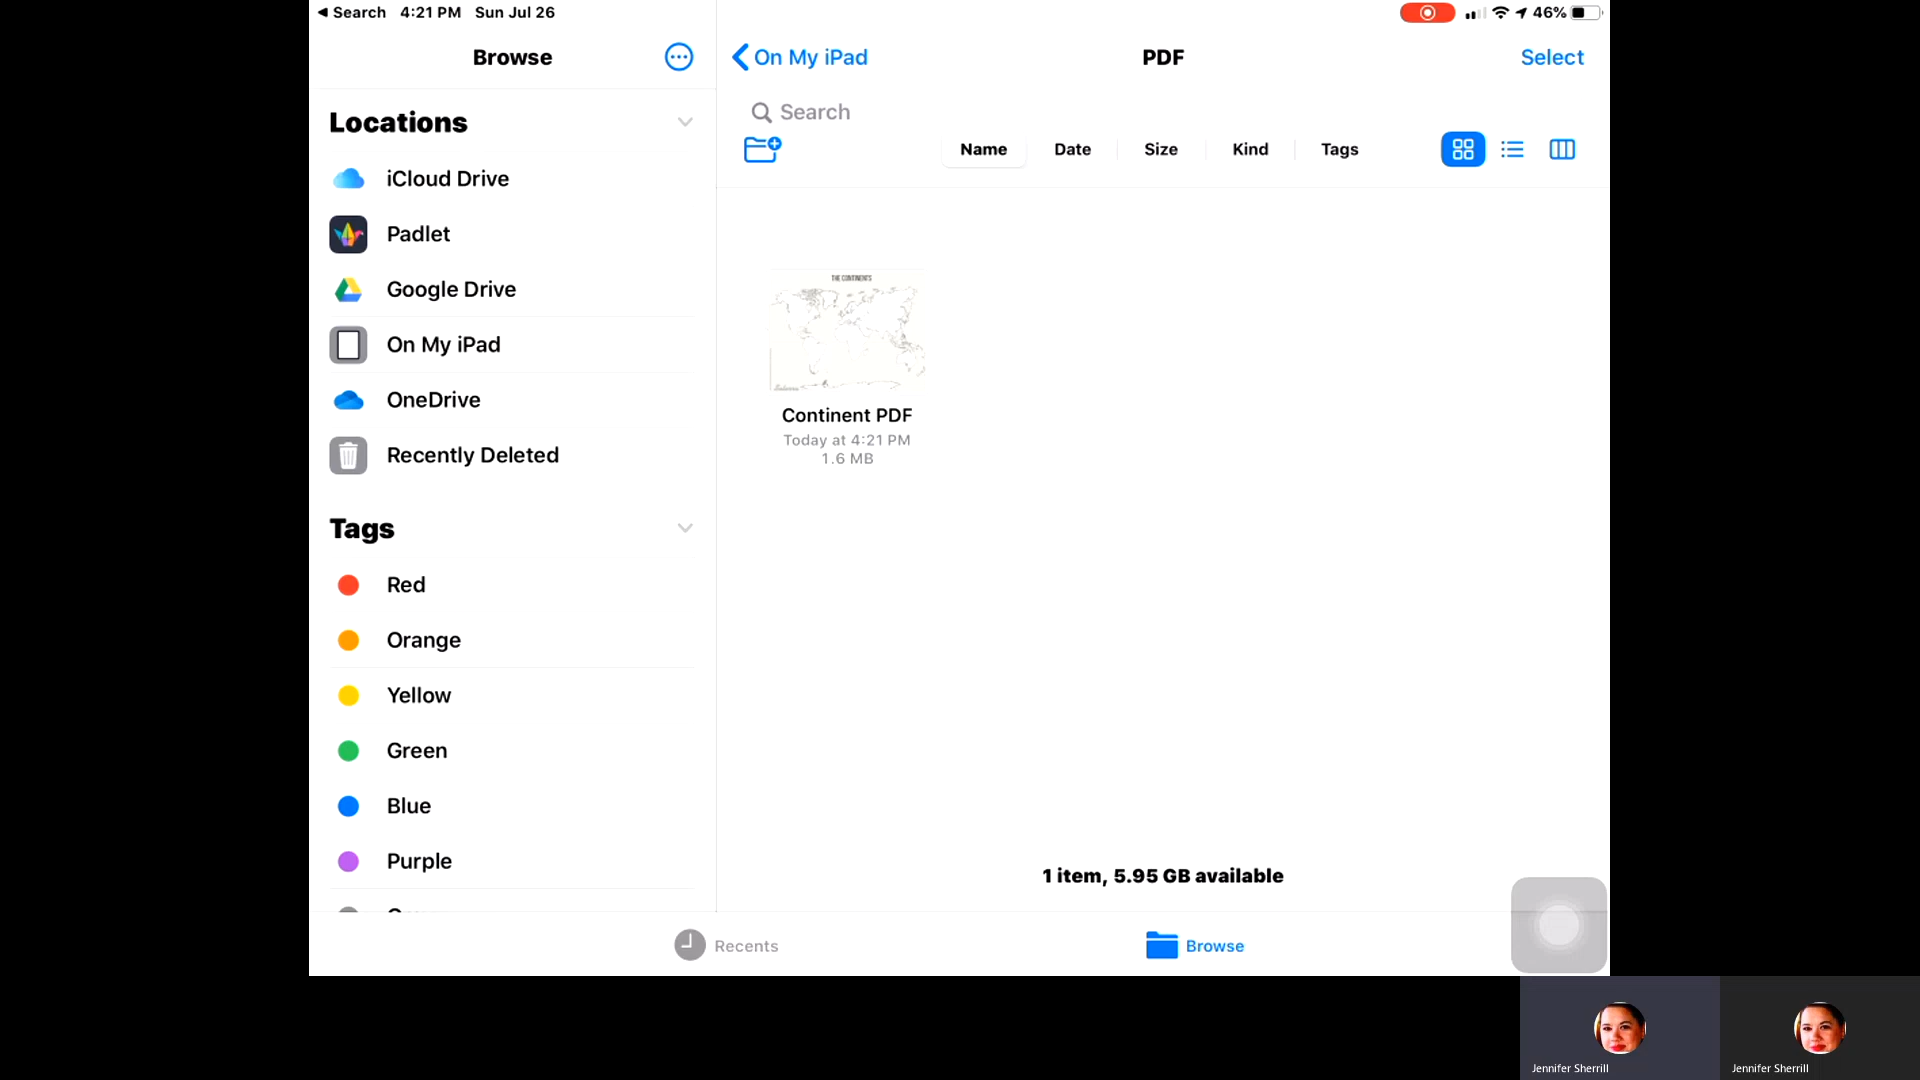 Search 4:21 PM Sun Jul 26
46%
Browse
Locations
iCloud Drive
Padlet
Google Drive
On My iPad
OneDrive
Recently Deleted
Tags
Red
Orange
Yellow
Green
Blue
Purple
On My iPad
PDF
Select
Search
Name Date Size Kind Tags
THE CONTINENTS
Continent PDF
Today at 4:21 PM
1.6 MB
1 item, 5.95 GB available
Recents
Browse
Jennifer Sherrill
Jennifer Sherrill